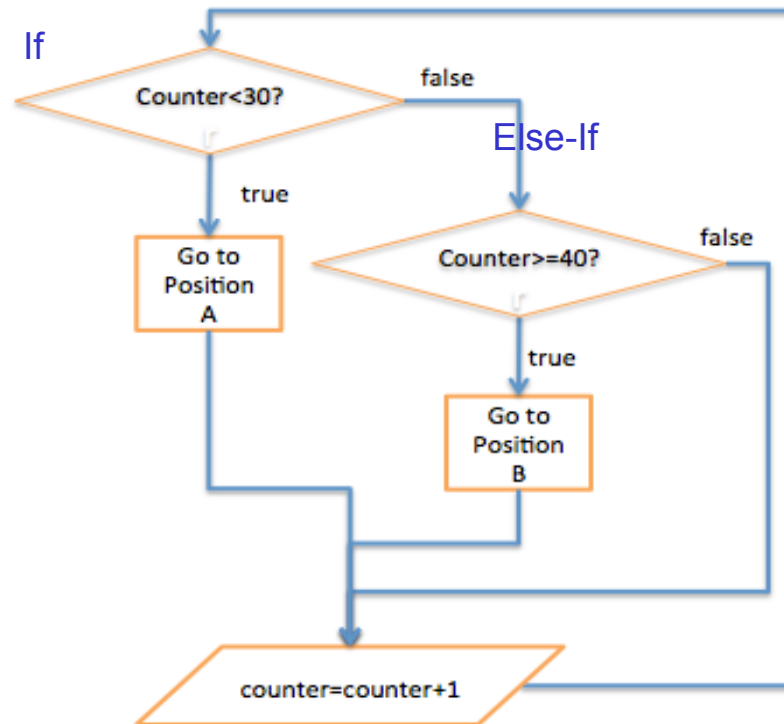 If
Counter<30?
false
true
Go to
Position
A
Else-If
Counter>=40?
false
true
Go to
Position
B
counter=counter+1